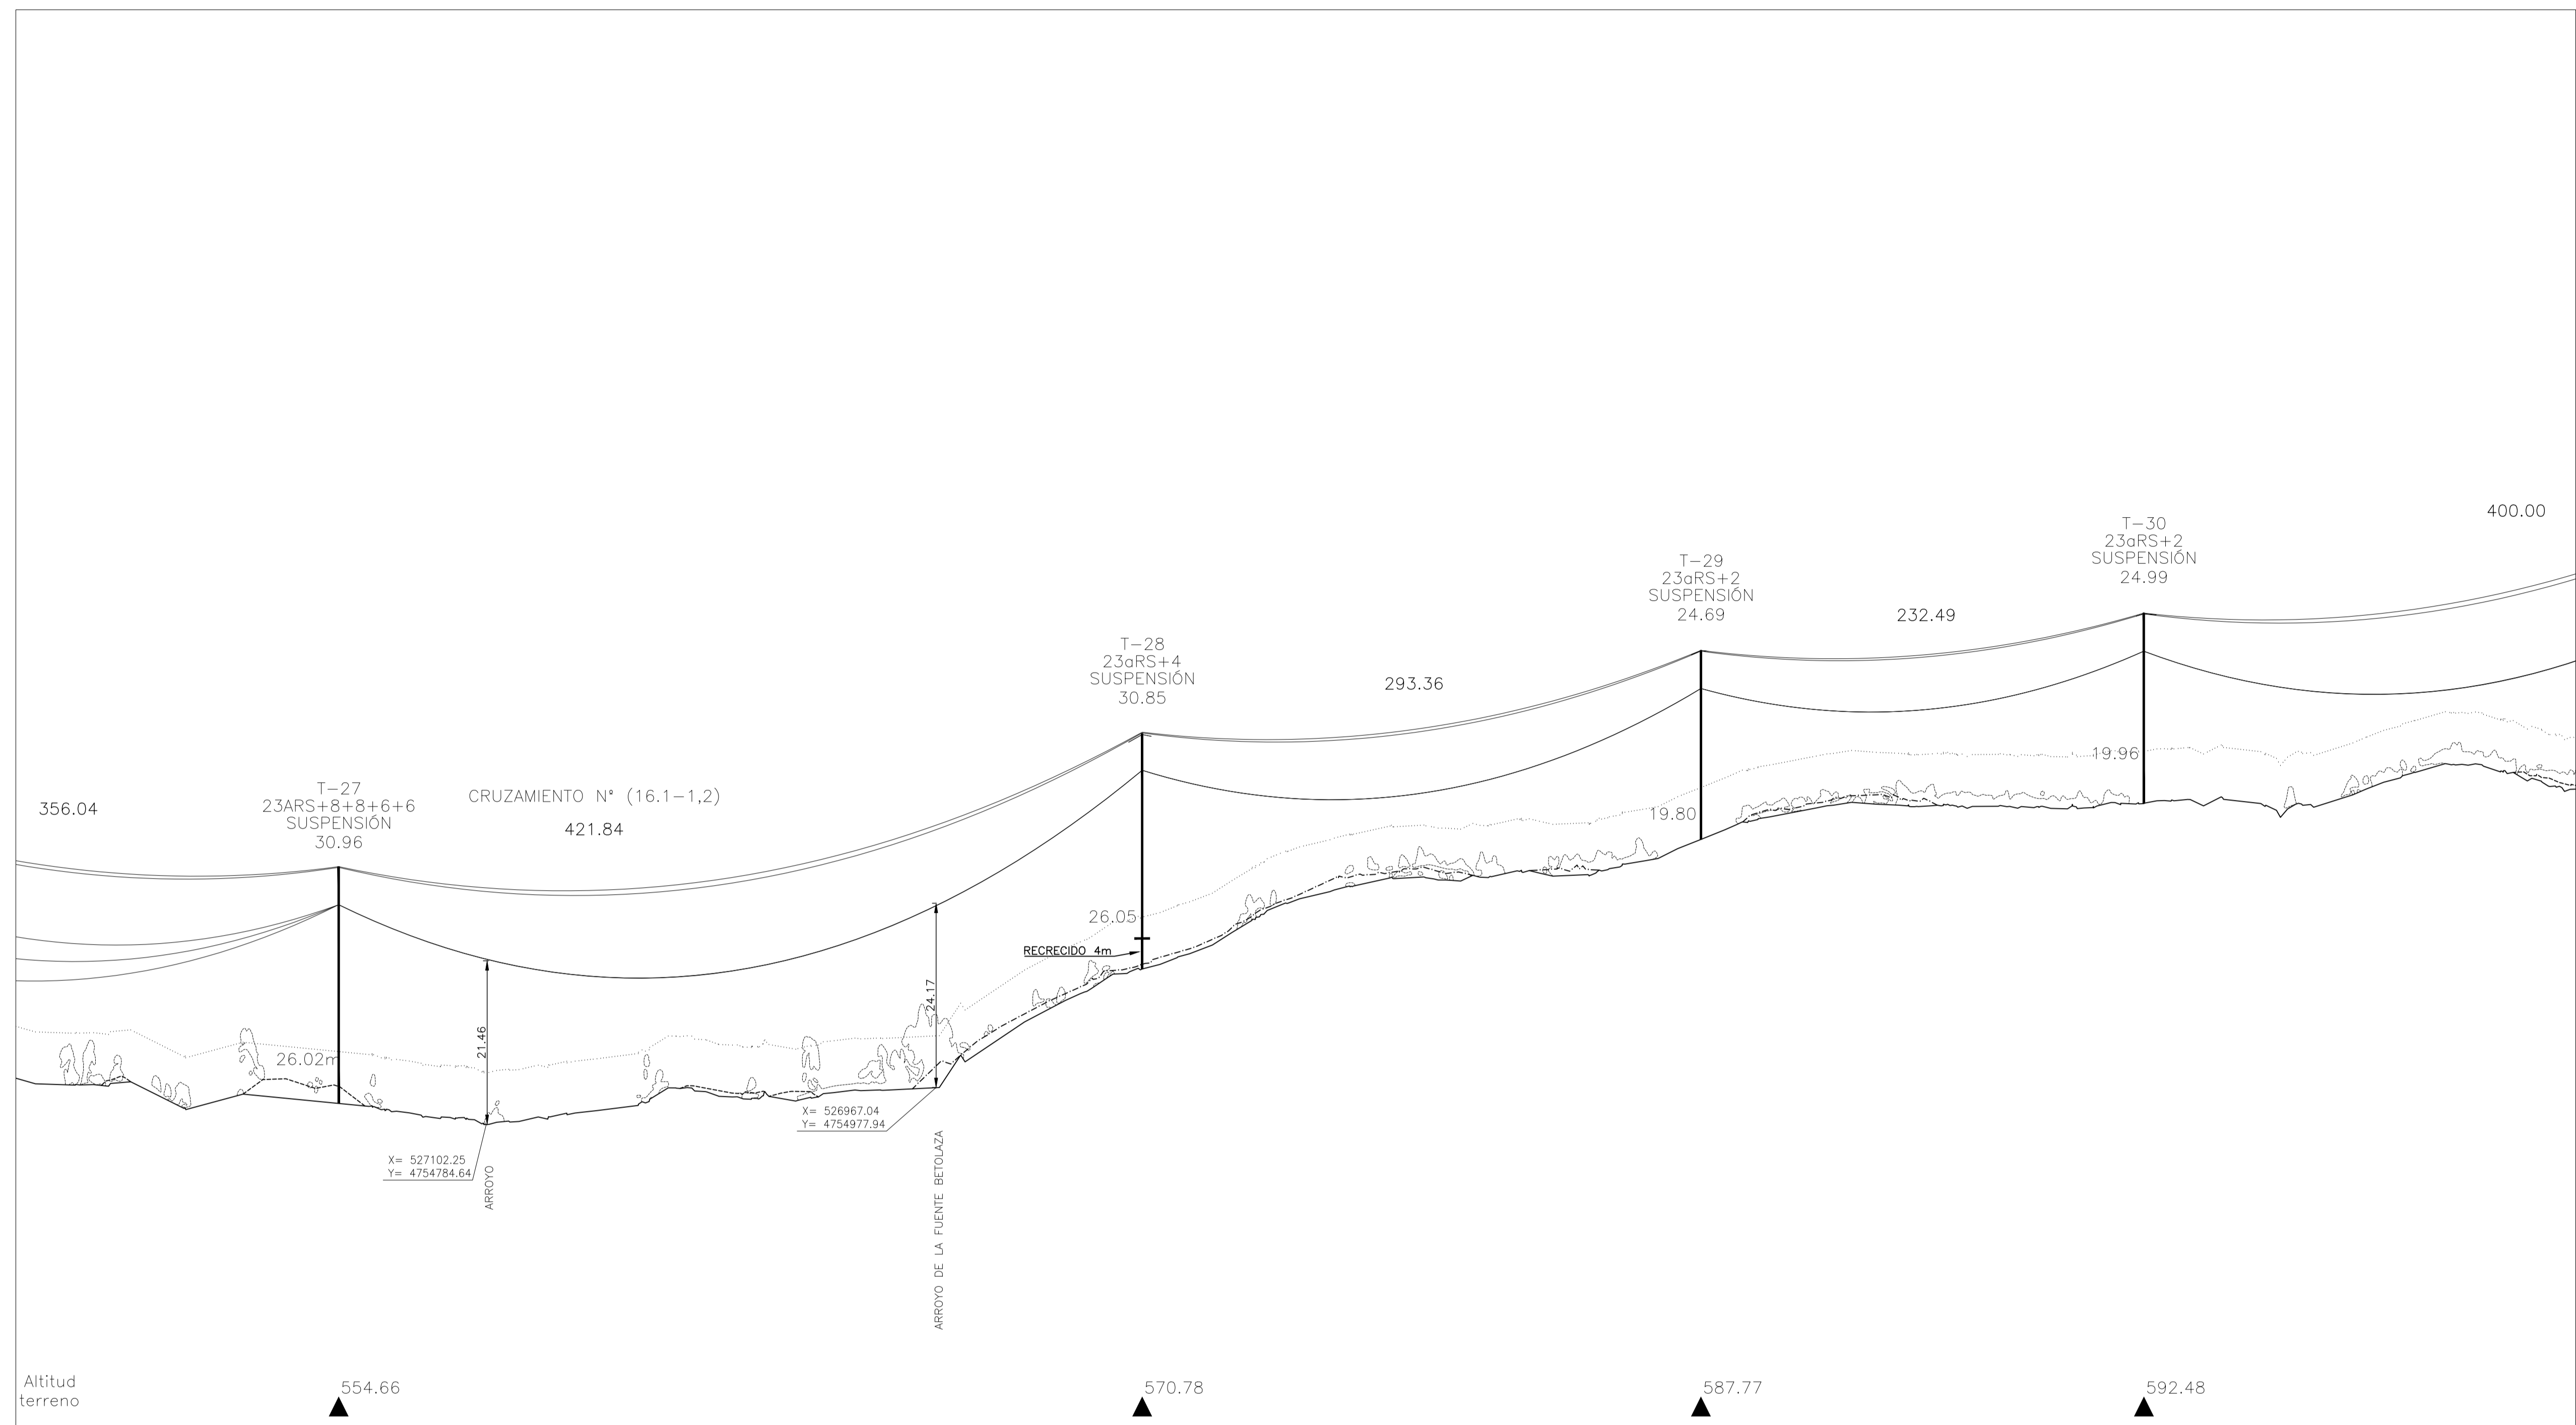 400.00
T-30
23aRS+2
SUSPENSIÓN
24.99
T-29
23aRS+2
SUSPENSIÓN
24.69
232.49
T-28
23aRS+4
SUSPENSIÓN
30.85
293.36
19.96
T-27
23ARS+8+8+6+6
SUSPENSIÓN
30.96
CRUZAMIENTO N° (16.1-1,2)
421.84
356.04
19.80
26.05
RECRECIDO 4m
24.17
21.46
26.02m
X= 526967.04
Y= 4754977.94
X= 527102.25
Y= 4754784.64
ARROYO
ARROYO DE LA FUENTE BETOLAZA
Altitud
terreno
554.66
570.78
587.77
592.48